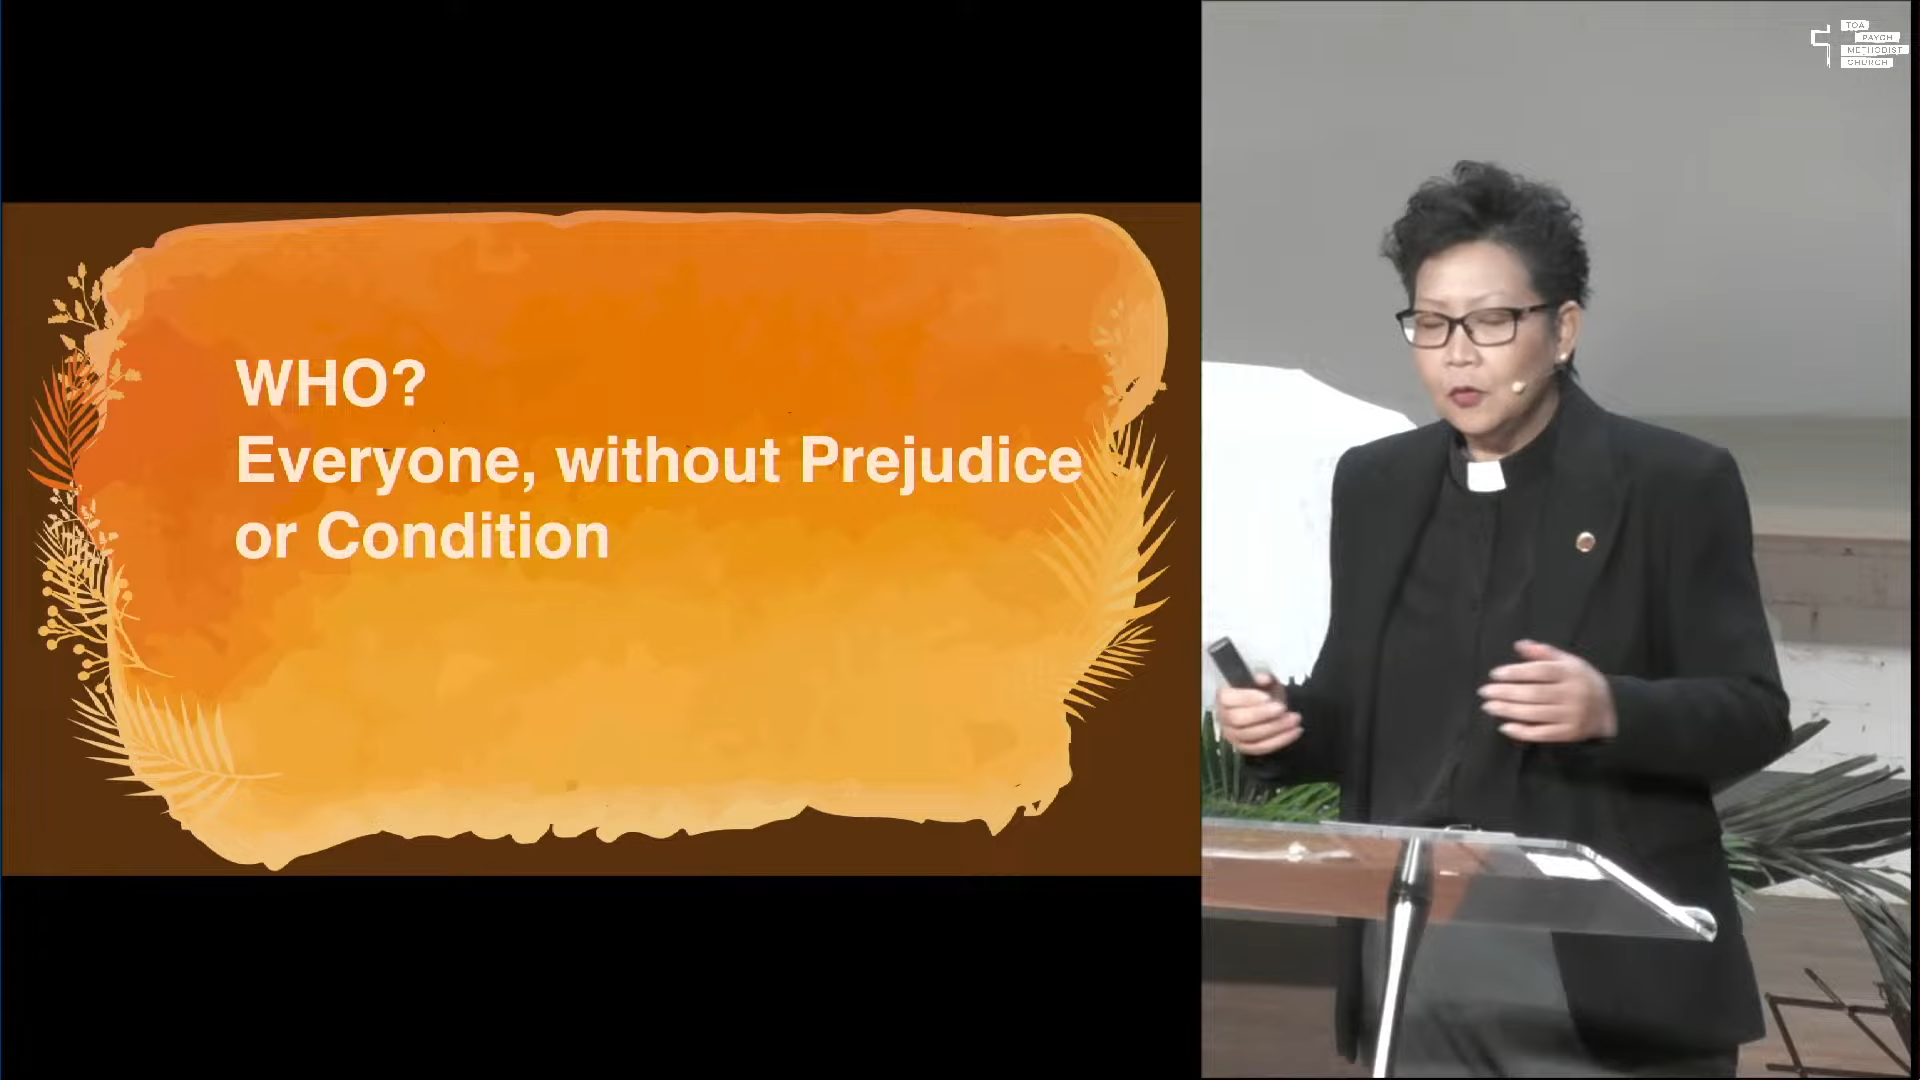 WHO?
Everyone, without Prejudice
or Condition
TOA
PAYOH
METHODIST
CHURCH